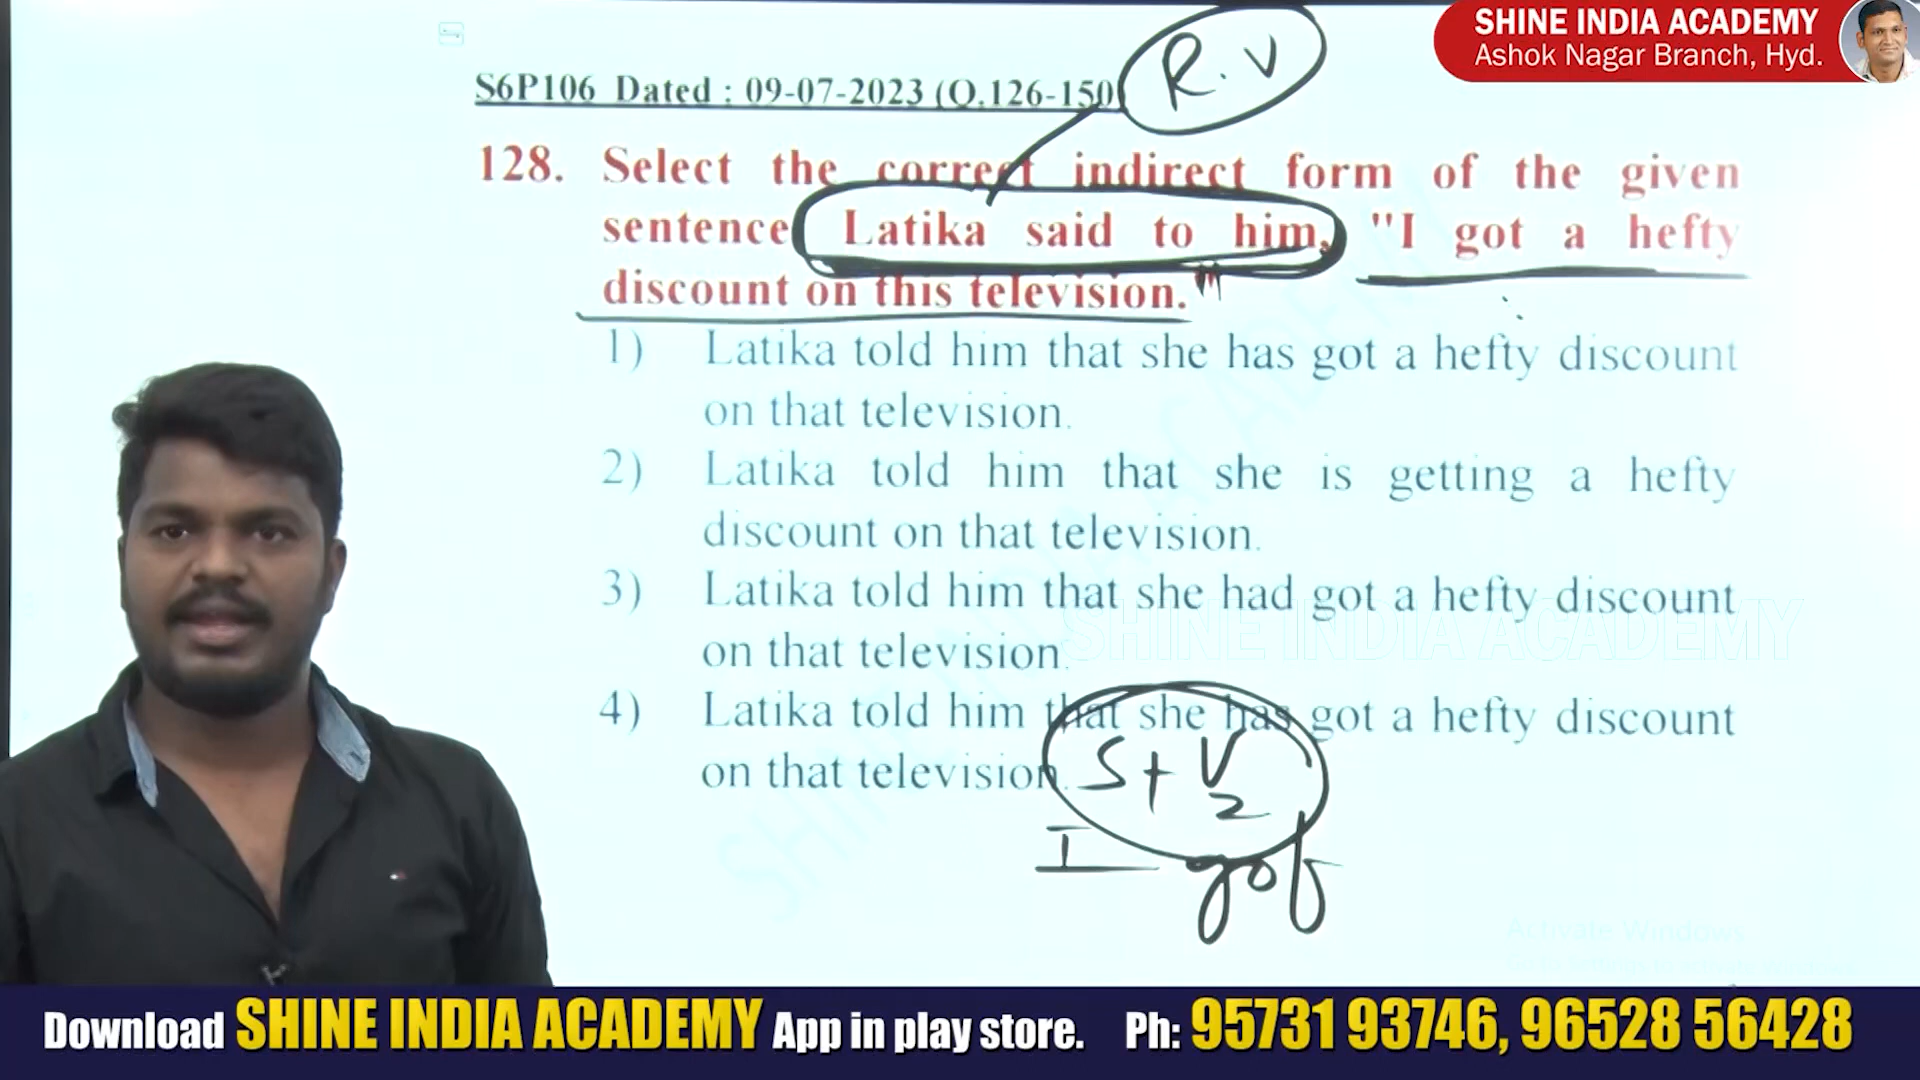 SHINE INDIA ACADEMY
Ashok Nagar Branch, Hyd.
R.V
S6P106 Dated : 09-07-2023 (Q.126-150
128. Select the correct indirect form of the given
sentence Latika said to him, "I got a hefty
discount on this television."
1) Latika told him that she has got a hefty discount
on that television.
2) Latika told him that she is getting a hefty
discount on that television.
3) Latika told him that she had got a hefty discount
on that television.
SHINE INDIA ACADEMY
4) Latika told him that she has got a hefty discount
on that television.
S+V2
I got
Activate Windows
Download SHINE INDIA ACADEMY App in play store. Ph: 95731 93746, 96528 56428